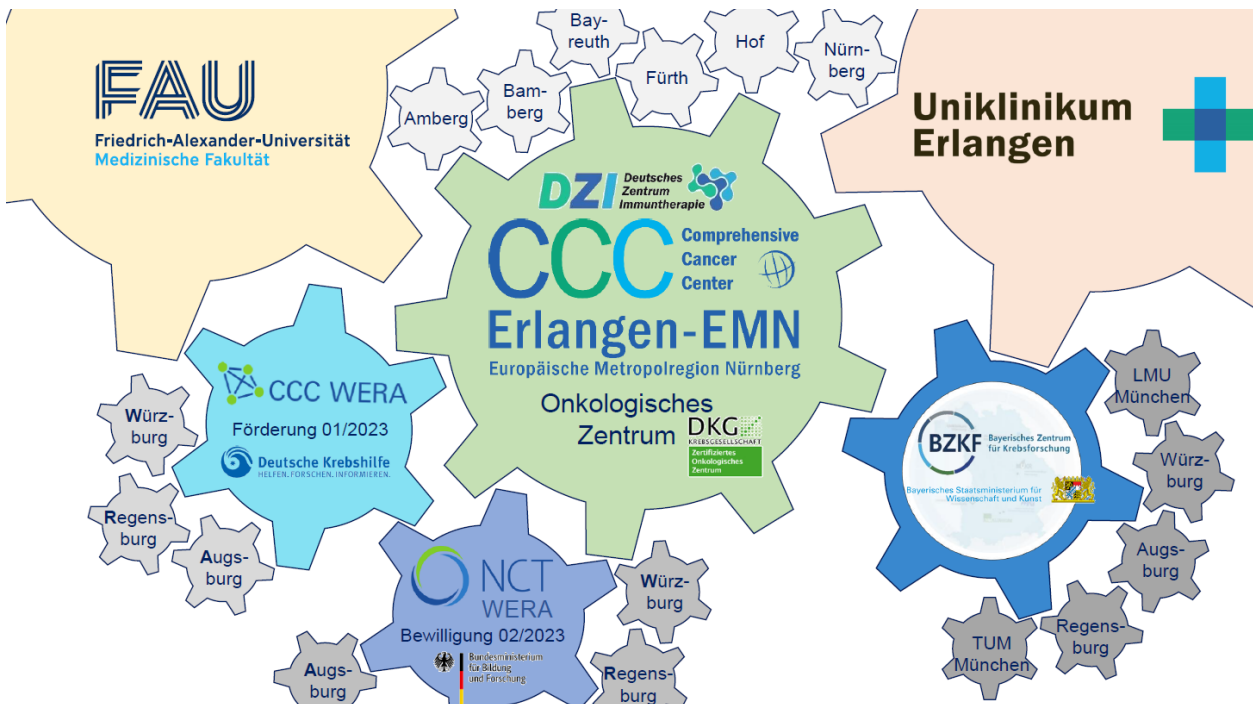 FAU
Friedrich-Alexander-Universität
Medizinische Fakultät
Amberg
Bam-
berg
Bay-
reuth
Fürth
Hof
Nürn-
berg
Uniklinikum
Erlangen
DZI Deutsches
Zentrum
Immuntherapie
CCC Comprehensive
Cancer
Center
Erlangen-EMN
Europäische Metropolregion Nürnberg
Onkologisches
Zentrum
DKG
KREBSGESELLSCHAFT
Zertifiziertes
Onkologisches
Zentrum
CCC WERA
Förderung 01/2023
Deutsche Krebshilfe
HELFEN. FORSCHEN. INFORMIEREN.
Würz-
burg
Regens-
burg
Augs-
burg
NCT
WERA
Bewilligung 02/2023
Bundesministerium
für Bildung
und Forschung
Augs-
burg
Würz-
burg
Regens-
burg
BZKF Bayerisches Zentrum
für Krebsforschung
Bayerisches Staatsministerium für
Wissenschaft und Kunst
LMU
München
Würz-
burg
Augs-
burg
Regens-
burg
TUM
München